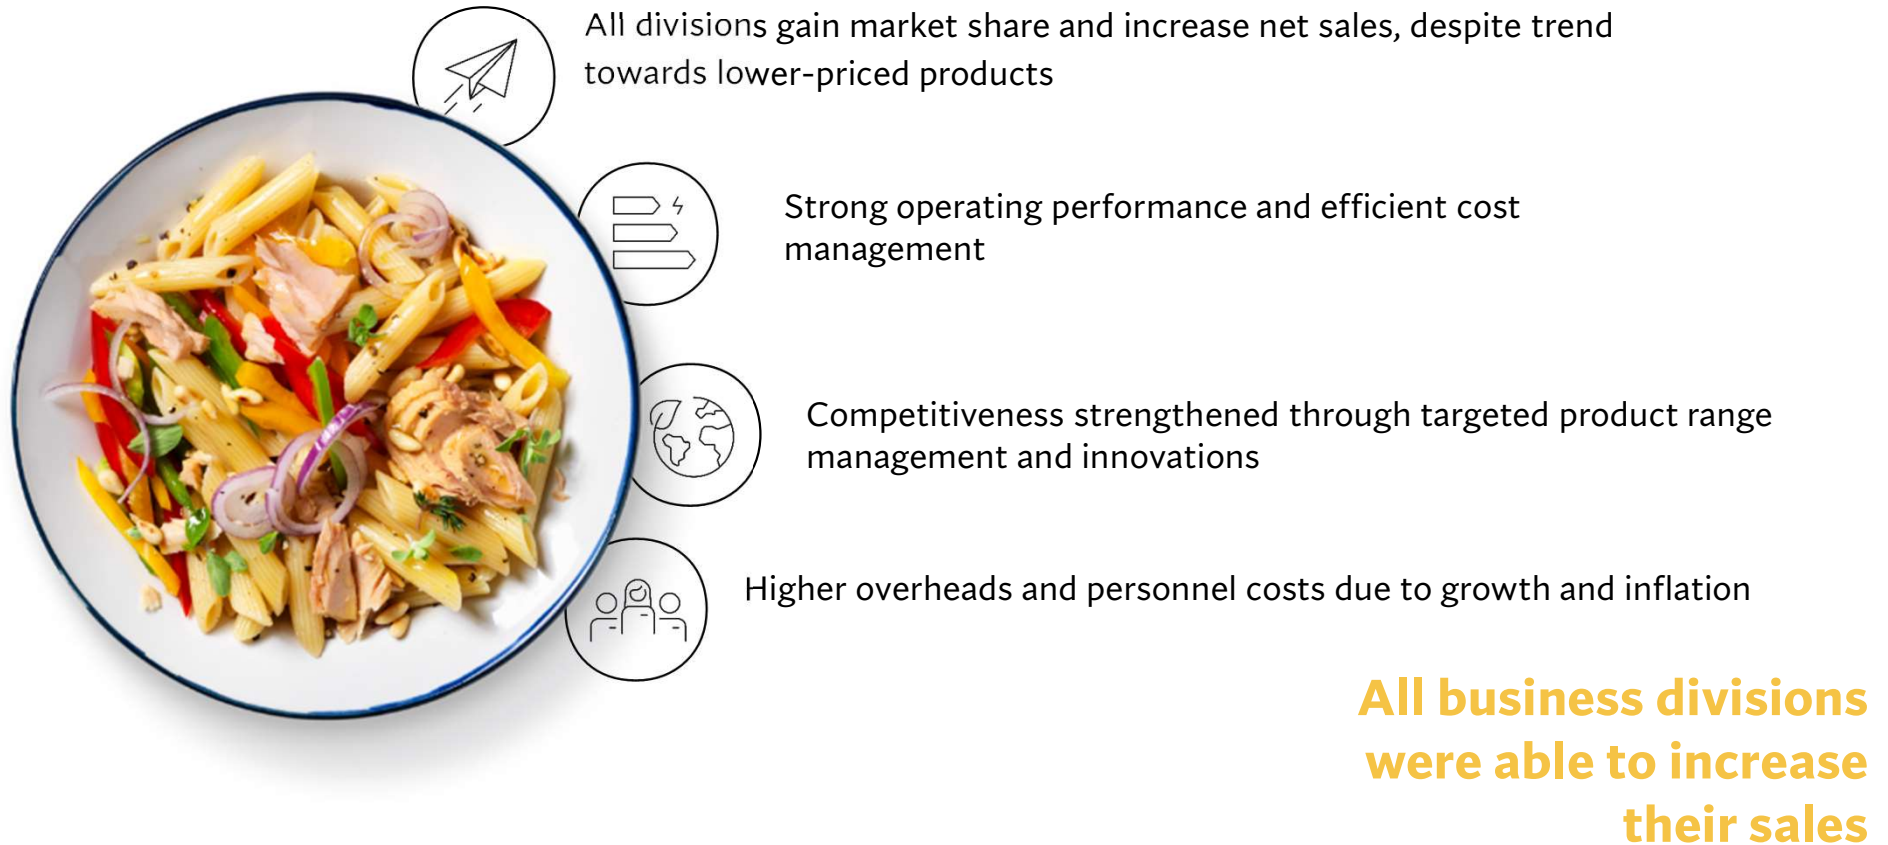 All divisions gain market share and increase net sales, despite trend
towards lower-priced products
Strong operating performance and efficient cost
management
Competitiveness strengthened through targeted product range
management and innovations
Higher overheads and personnel costs due to growth and inflation
All business divisions
were able to increase
their sales